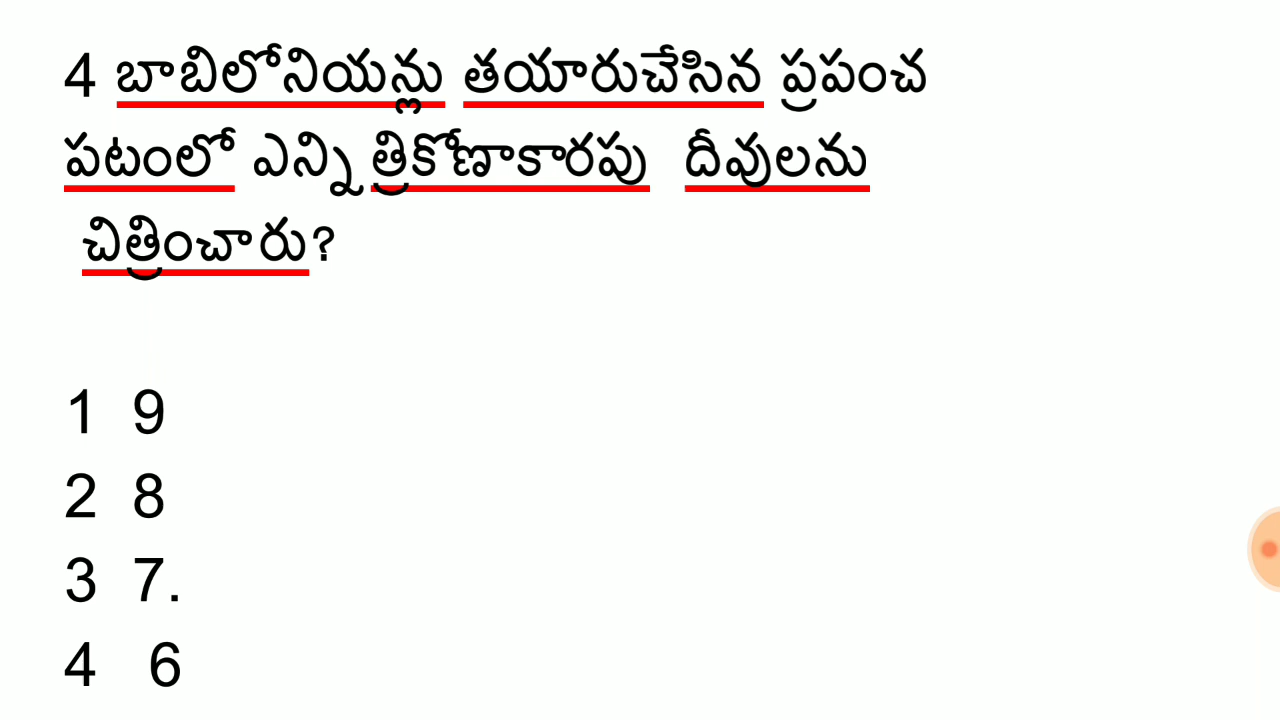 4 బాబిలోనియన్లు తయారుచేసిన ప్రపంచ
పటంలో ఎన్ని త్రికోణాకారపు దీవులను
చిత్రించారు?
1 9
2 8
3 7.
4 6